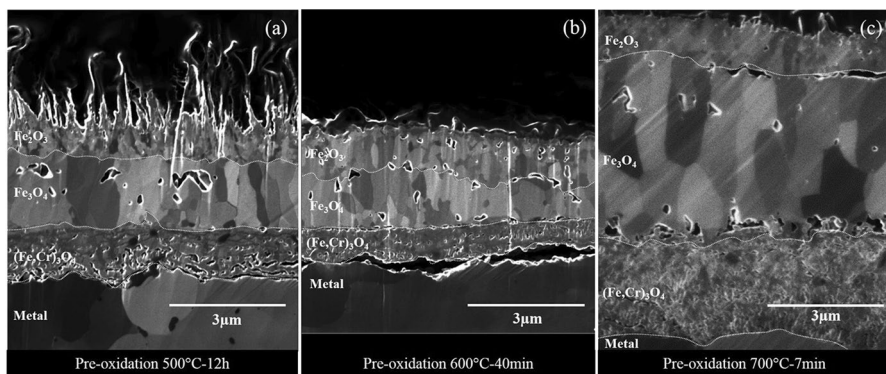 (a)
Fe₂O₃
Fe₃O₄
(Fe,Cr)₃O₄
Metal
3µm
Pre-oxidation 500°C-12h
(b)
Fe₂O₃
Fe₃O₄
(Fe,Cr)₃O₄
Metal
3µm
Pre-oxidation 600°C-40min
(c)
Fe₂O₃
Fe₃O₄
(Fe,Cr)₃O₄
3µm
Metal
Pre-oxidation 700°C-7min